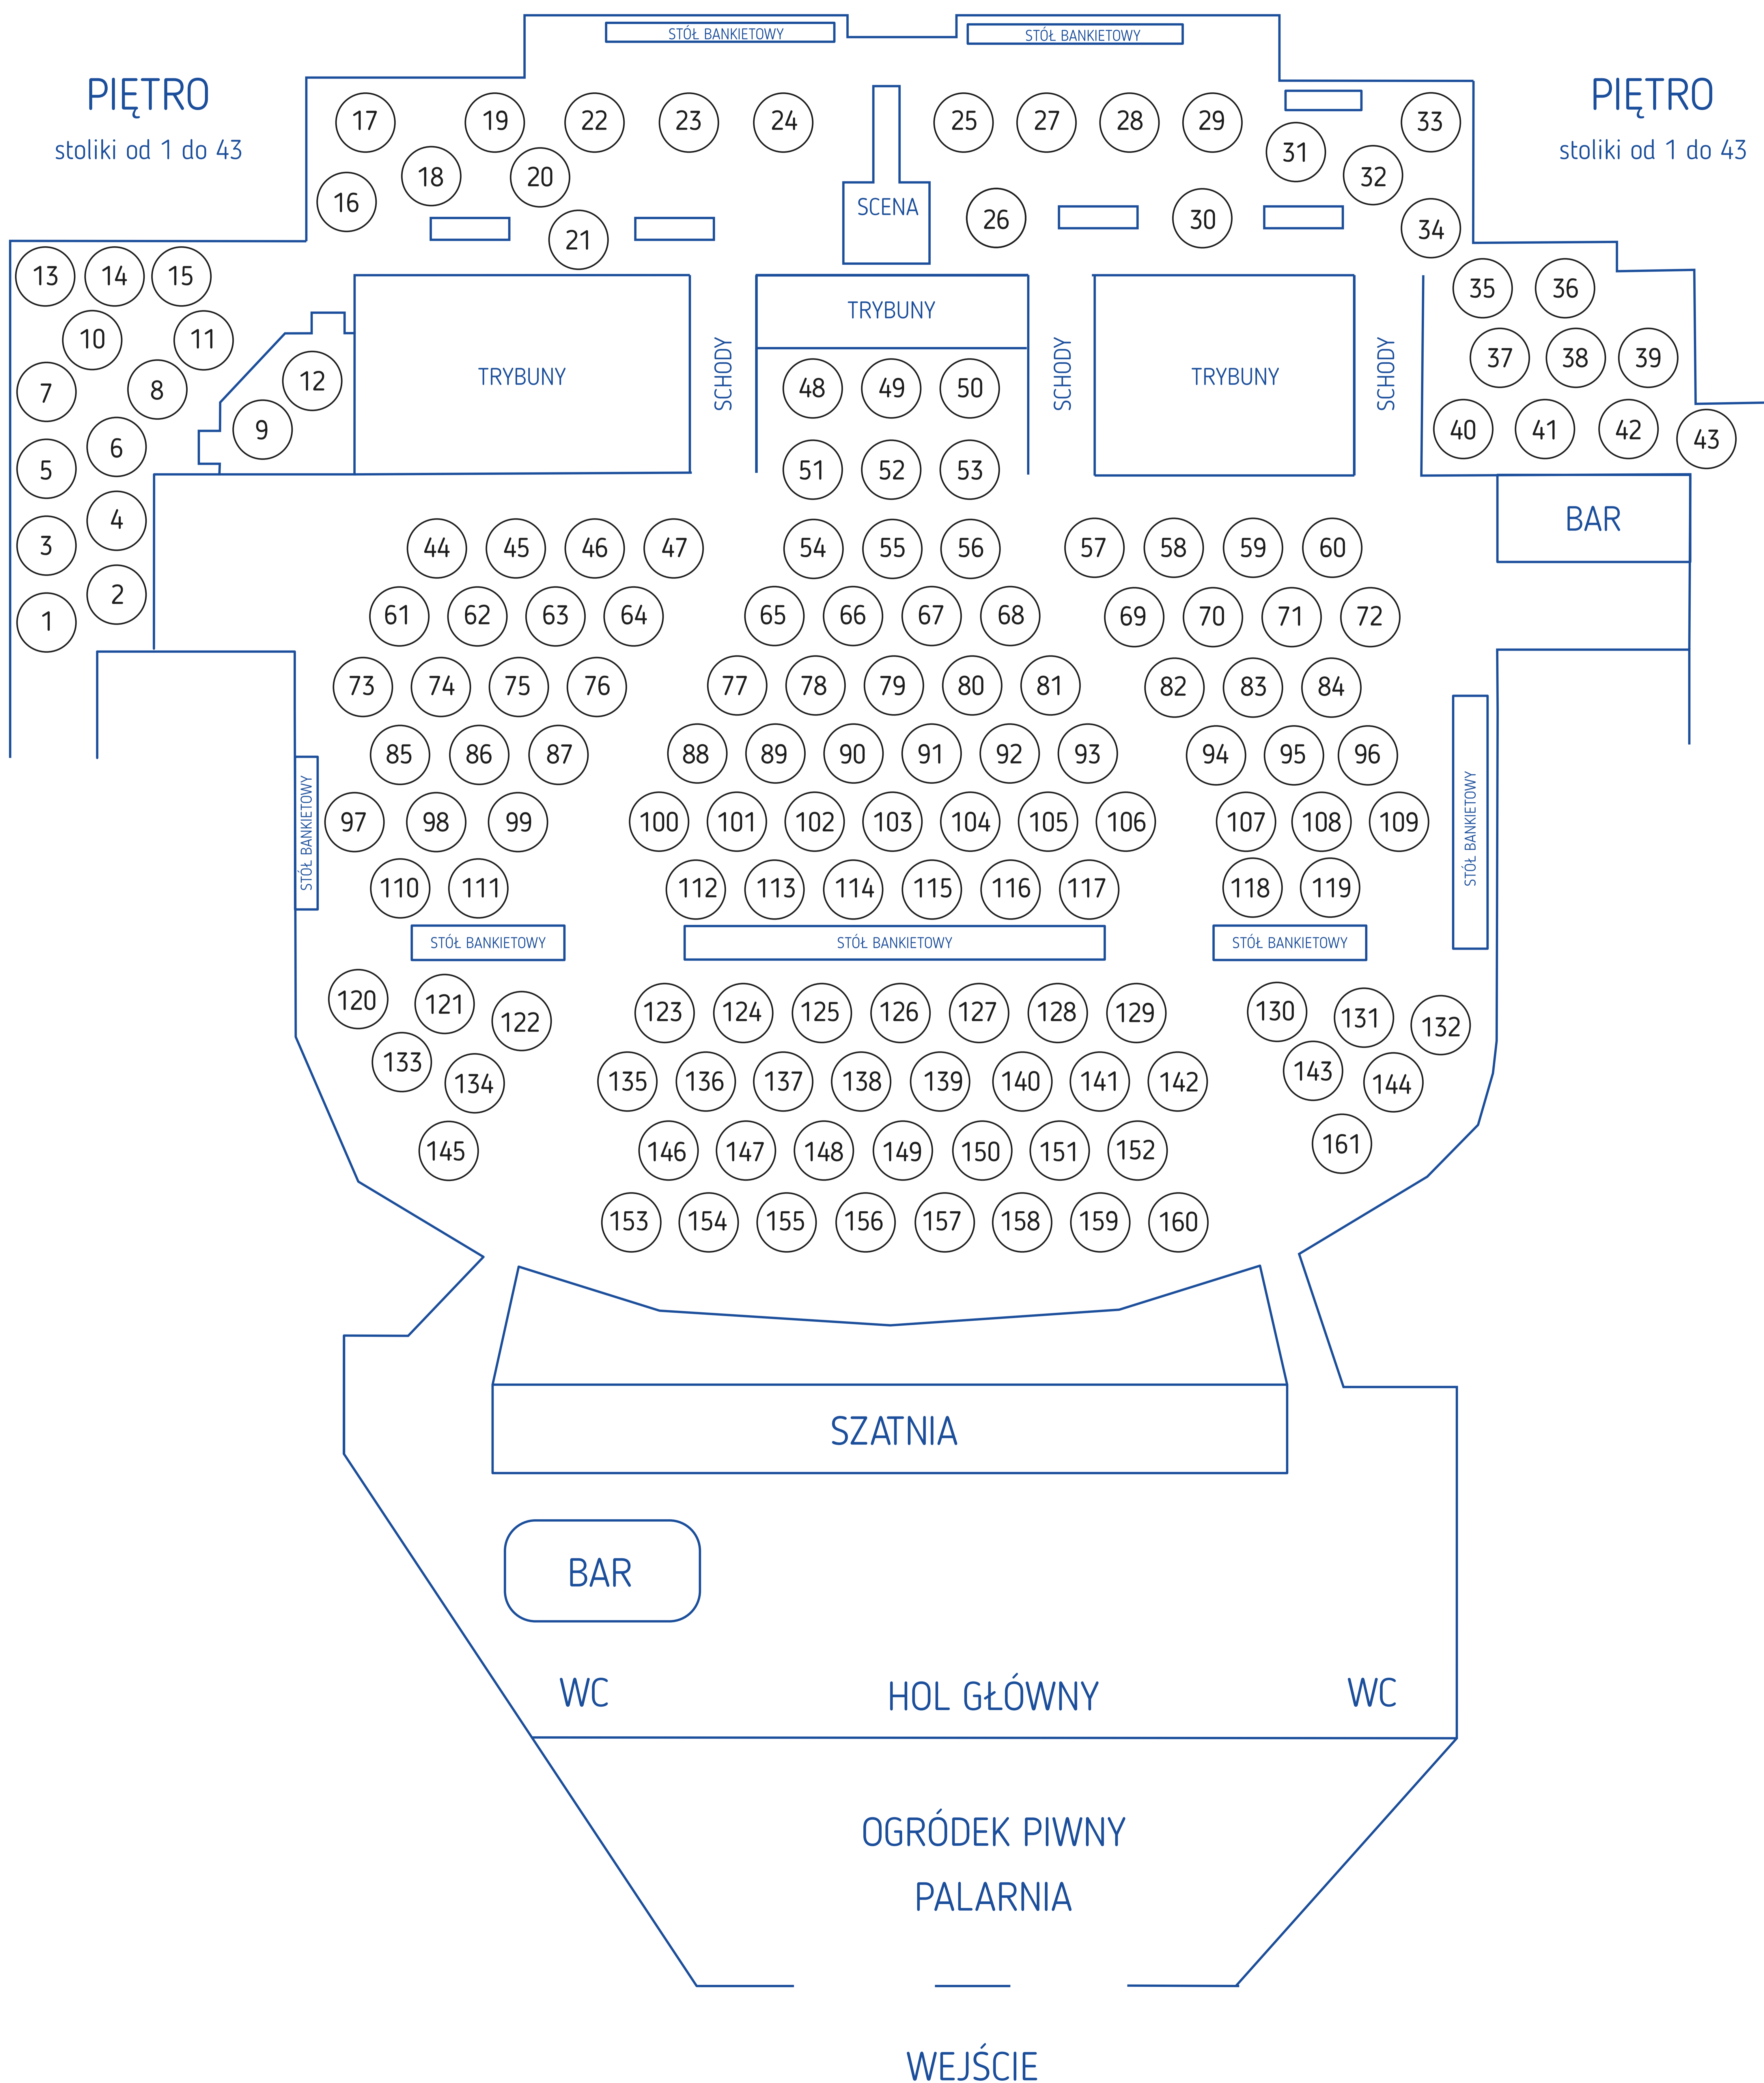 STÓŁ BANKIETOWY
STÓŁ BANKIETOWY
PIĘTRO
stoliki od 1 do 43
PIĘTRO
stoliki od 1 do 43
17 19 22 23 24 25 27 28 29 31 33
16 18 20 21 26 30 32 34
SCENA
13 14 15
10 11
7 8 12
9
5 6
3 4
1 2
35 36
37 38 39
40 41 42 43
TRYBUNY
SCHODY
TRYBUNY
SCHODY
TRYBUNY
SCHODY
BAR
48 49 50
51 52 53
44 45 46 47 54 55 56 57 58 59 60
61 62 63 64 65 66 67 68 69 70 71 72
73 74 75 76 77 78 79 80 81 82 83 84
85 86 87 88 89 90 91 92 93 94 95 96
97 98 99 100 101 102 103 104 105 106 107 108 109
110 111 112 113 114 115 116 117 118 119
STÓŁ BANKIETOWY
STÓŁ BANKIETOWY
STÓŁ BANKIETOWY
STÓŁ BANKIETOWY
STÓŁ BANKIETOWY
120 121 122 123 124 125 126 127 128 129 130 131 132
133 134 135 136 137 138 139 140 141 142 143 144
145 146 147 148 149 150 151 152 161
153 154 155 156 157 158 159 160
SZATNIA
BAR
WC
HOL GŁÓWNY
WC
OGRÓDEK PIWNY
PALARNIA
WEJŚCIE